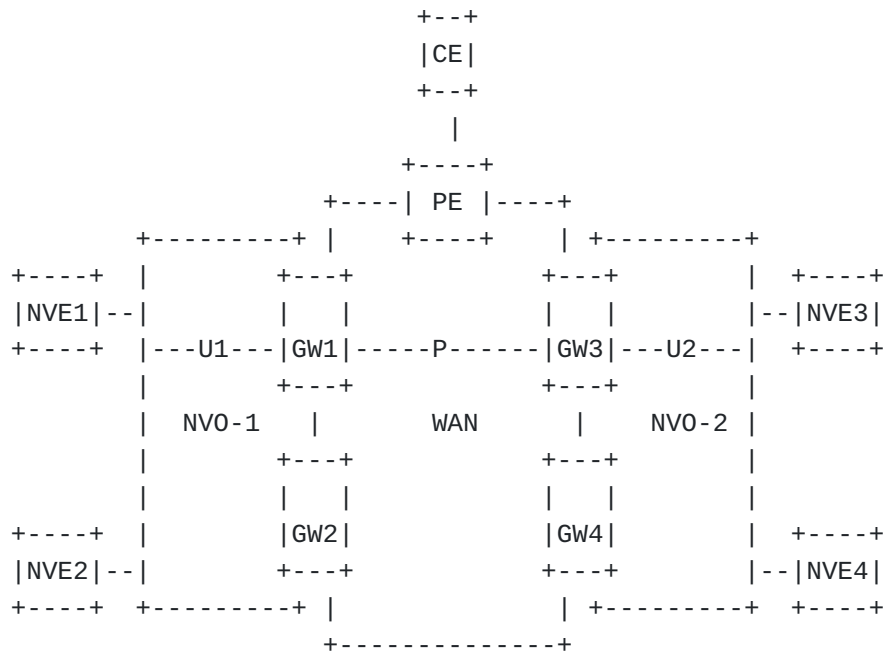 +--+
                          |CE|
                          +--+
                            |
                         +----+
                    +----| PE |----+
        +---------+ |    +----+    | +---------+
+----+  |        +---+           +---+        |  +----+
|NVE1|--|        |   |           |   |        |--|NVE3|
+----+  |---U1---|GW1|-----P-----|GW3|---U2---|  +----+
        |        +---+           +---+        |
        |  NVO-1   |      WAN      |   NVO-2  |
        |        +---+           +---+        |
        |        |   |           |   |        |
+----+  |        |GW2|           |GW4|        |  +----+
|NVE2|--|        +---+           +---+        |--|NVE4|
+----+  +---------+ |              | +---------+  +----+
                    +--------------+